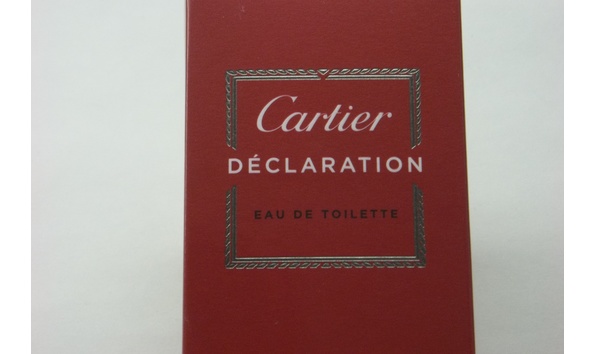 Cartier
DÉCLARATION
EAU DE TOILETTE